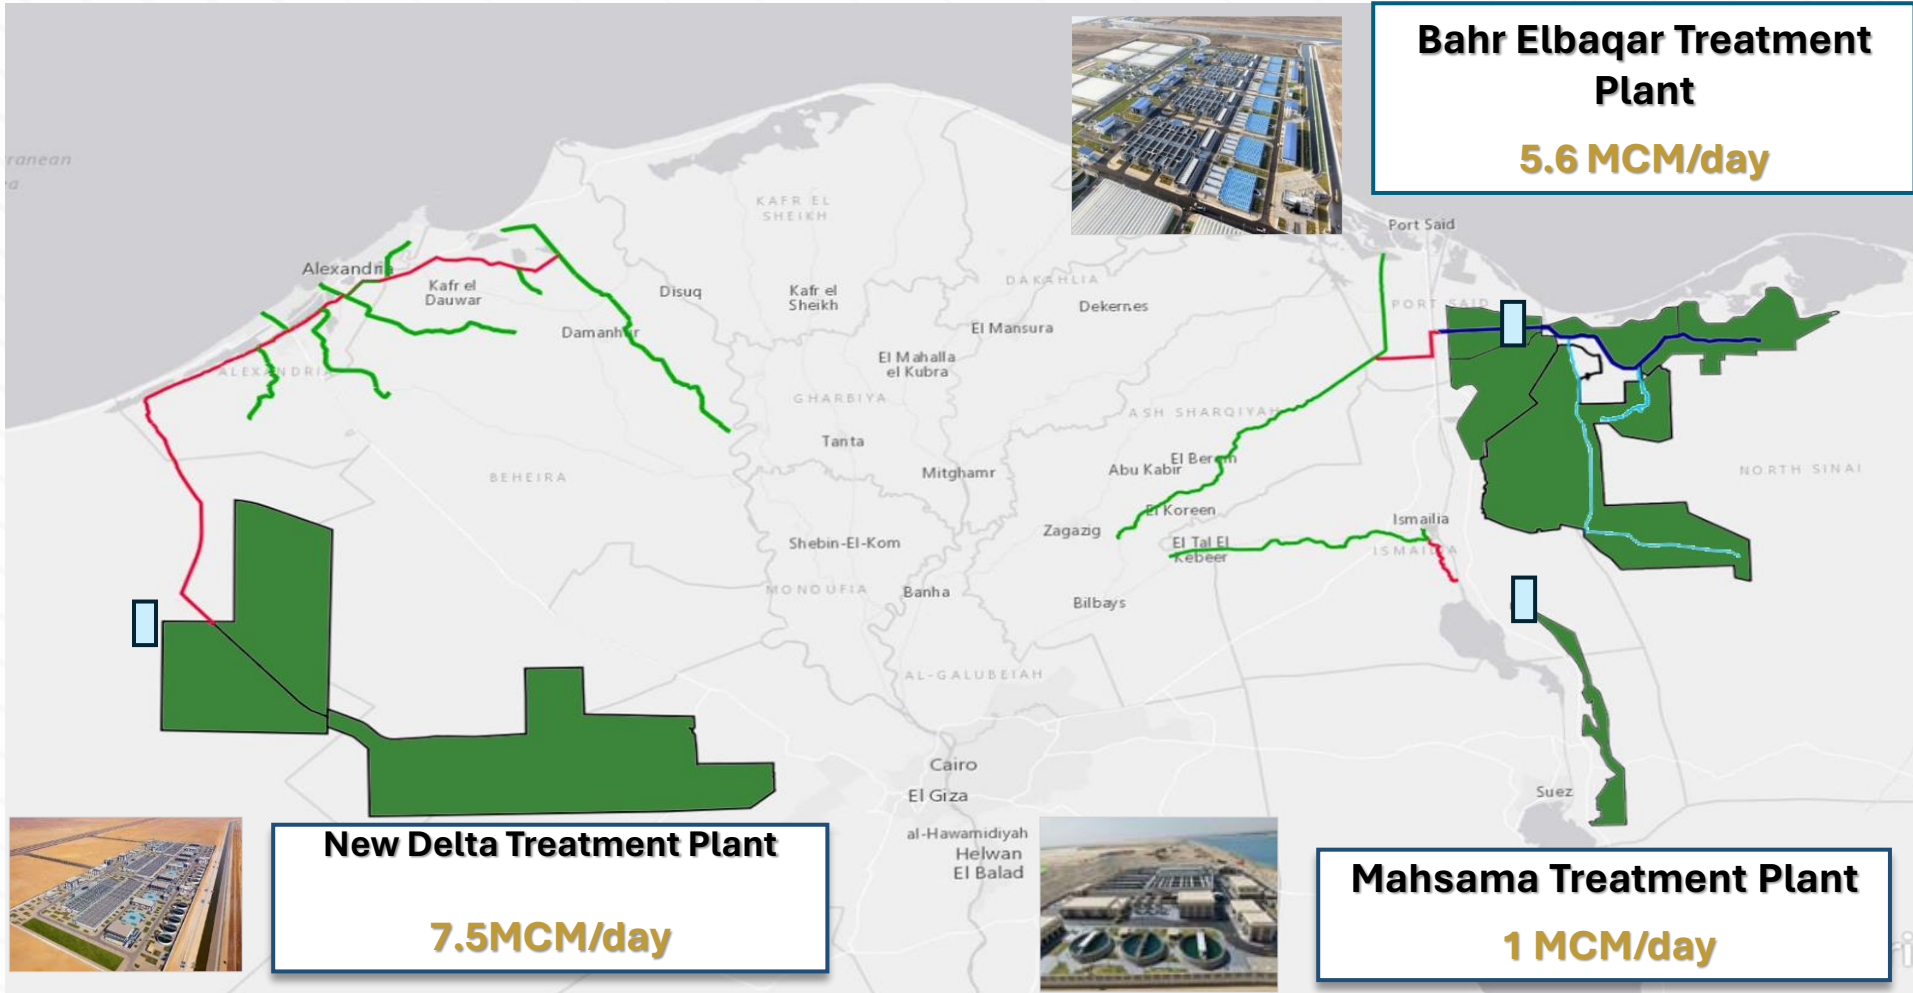 Bahr Elbaqar Treatment
Plant
5.6 MCM/day
ranean
a
KAFR EL
SHEIKH
Port Said
Alexandria
Kafr el
Dauwar
Disuq
Kafr el
Sheikh
DAKAHLIA
Dekernes
PORT SAID
Damanhur
El Mansura
El Mahalla
el Kubra
ALEXANDRIA
GHARBIYA
ASH SHARQIYAH
Tanta
BEHEIRA
Mitghamr
Abu Kabir
El Berem
NORTH SINAI
El Koreen
Zagazig
Ismailia
Shebin-El-Kom
El Tal El
Kebeer
ISMAILIA
MONOUFIA
Banha
Bilbays
AL-GALUBEIAH
Cairo
El Giza
Suez
al-Hawamidiyah
Helwan
El Balad
New Delta Treatment Plant
7.5MCM/day
Mahsama Treatment Plant
1 MCM/day